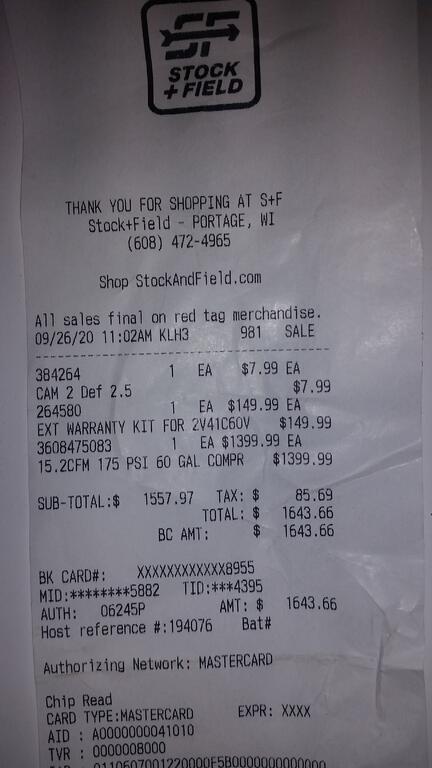 SF
STOCK
+ FIELD
THANK YOU FOR SHOPPING AT S+F
Stock+Field - PORTAGE, WI
(608) 472-4965
Shop StockAndField.com
All sales final on red tag merchandise.
09/26/20 11:02AM KLH3 981 SALE
384264 1 EA $7.99 EA
CAM 2 Def 2.5 $7.99
264580 1 EA $149.99 EA
EXT WARRANTY KIT FOR 2V41C60V $149.99
3608475083 1 EA $1399.99 EA
15.2CFM 175 PSI 60 GAL COMPR $1399.99
SUB-TOTAL:$ 1557.97 TAX: $ 85.69
TOTAL: $ 1643.66
BC AMT: $ 1643.66
BK CARD#: XXXXXXXXXXXX8955
MID:********5882 TID:***4395
AUTH: 06245P AMT: $ 1643.66
Host reference #:194076 Bat#
Authorizing Network: MASTERCARD
Chip Read
CARD TYPE:MASTERCARD EXPR: XXXX
AID : A0000000041010
TVR : 0000008000